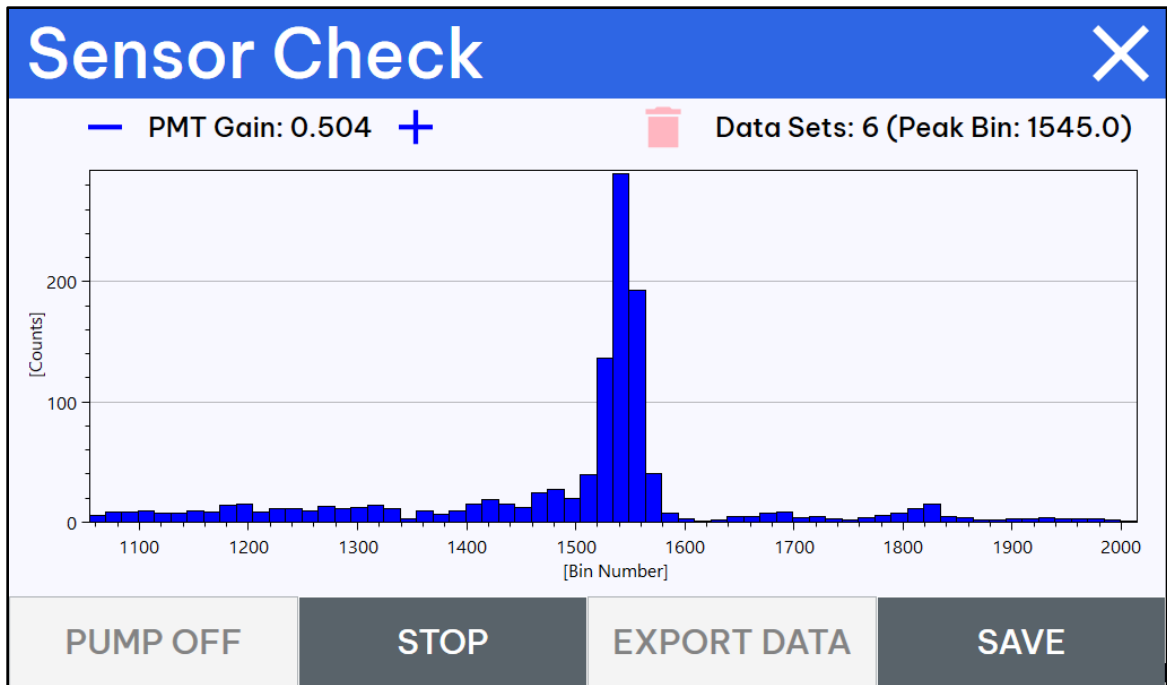 Sensor Check
PMT Gain: 0.504
Data Sets: 6 (Peak Bin: 1545.0)
200
100
0
[Counts]
1100 1200 1300 1400 1500 1600 1700 1800 1900 2000
[Bin Number]
PUMP OFF STOP EXPORT DATA SAVE